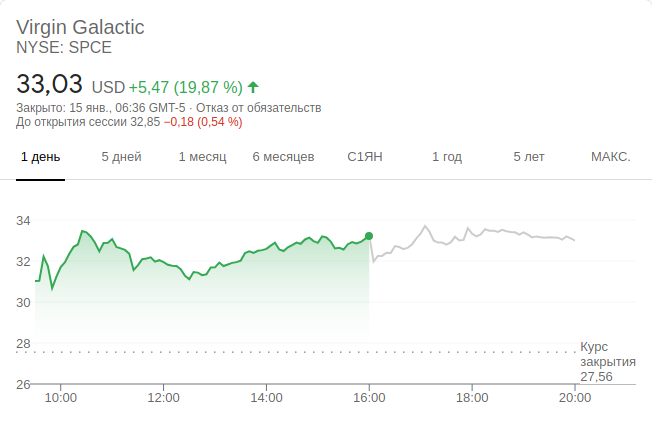 Virgin Galactic
NYSE: SPCE
33,03 USD +5,47 (19,87 %)
Закрыто: 15 янв., 06:36 GMT-5 · Отказ от обязательств
До открытия сессии 32,85 −0,18 (0,54 %)
1 день 5 дней 1 месяц 6 месяцев С1ЯН 1 год 5 лет МАКС.
34
32
30
28
Курс
закрытия
27,56
26
10:00 12:00 14:00 16:00 18:00 20:00